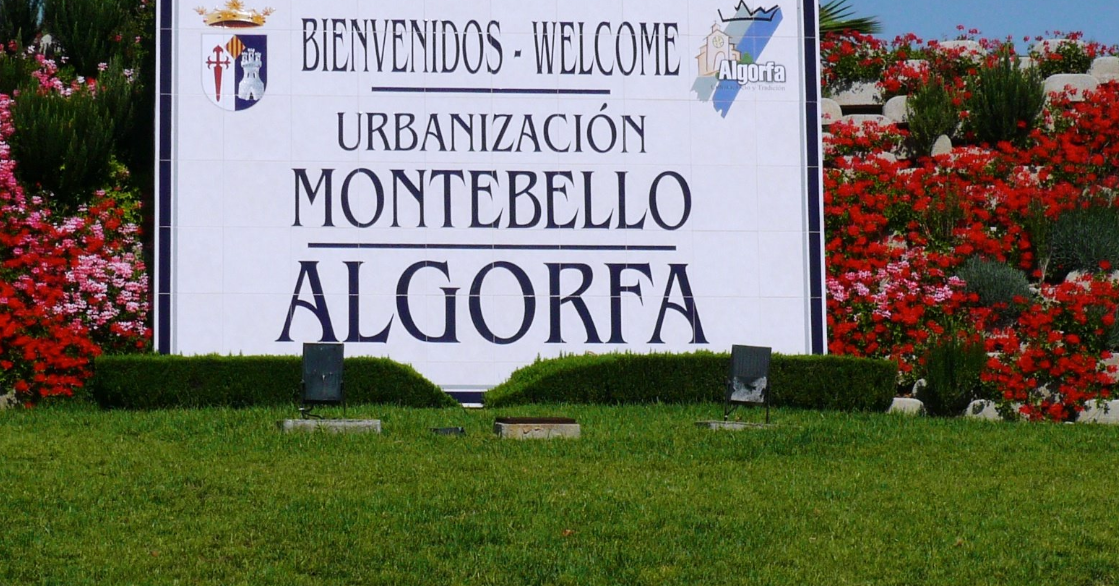 BIENVENIDOS - WELCOME
Algorfa
URBANIZACIÓN
MONTEBELLO
ALGORFA